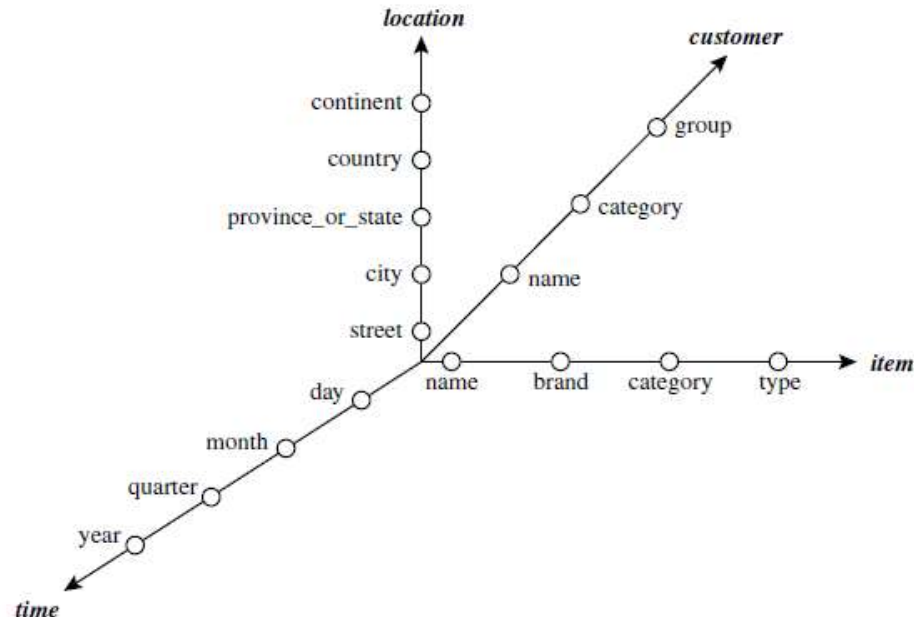 location
customer
continent
group
country
category
province_or_state
city
name
street
item
name brand category type
day
month
quarter
year
time